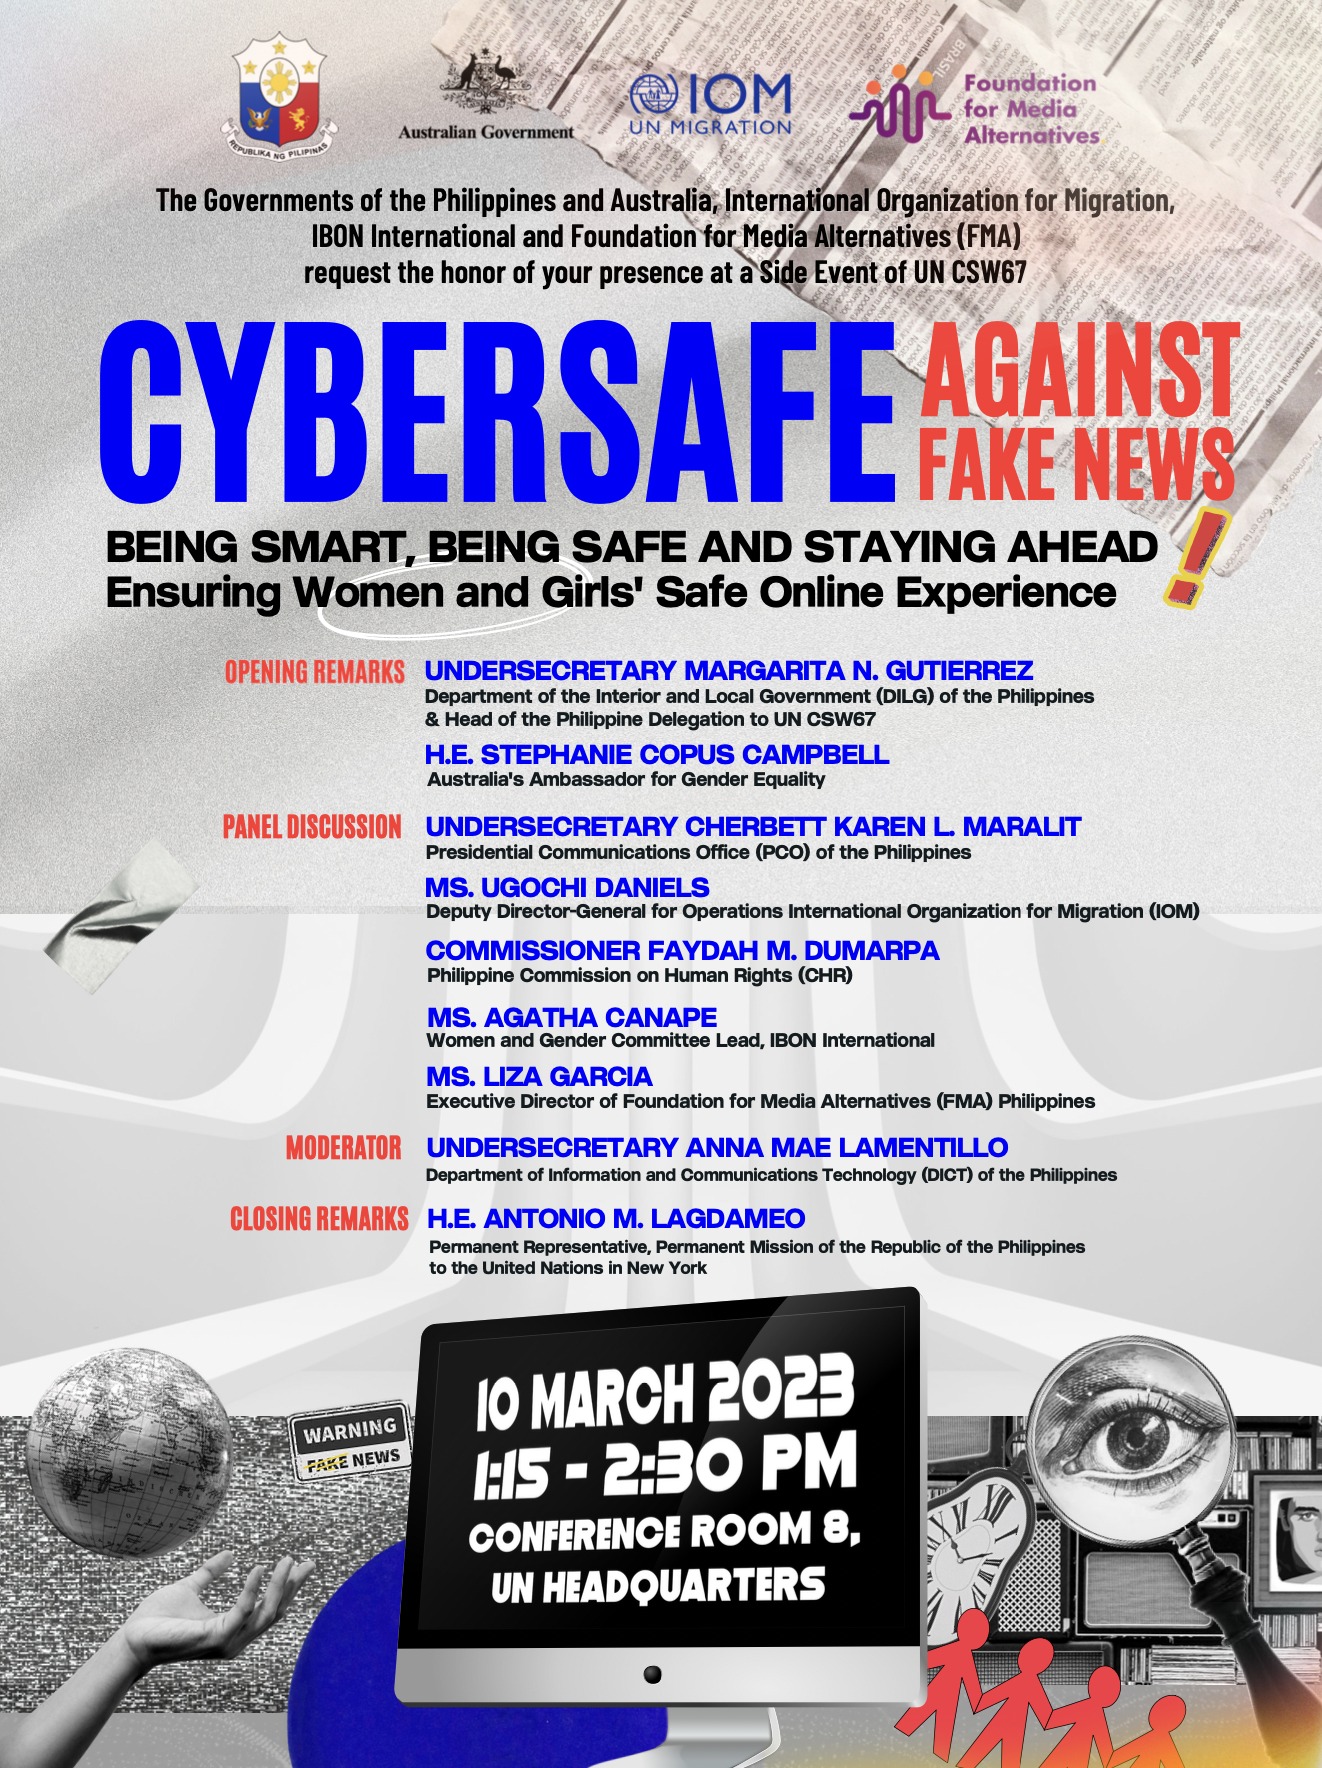 REPUBLIKA NG PILIPINAS
Australian Government
IOM
UN MIGRATION
Foundation
for Media
Alternatives
BRASIL
The Governments of the Philippines and Australia, International Organization for Migration,
IBON International and Foundation for Media Alternatives (FMA)
request the honor of your presence at a Side Event of UN CSW67
CYBERSAFE AGAINST
FAKE NEWS
BEING SMART, BEING SAFE AND STAYING AHEAD
Ensuring Women and Girls' Safe Online Experience
!
OPENING REMARKS UNDERSECRETARY MARGARITA N. GUTIERREZ
Department of the Interior and Local Government (DILG) of the Philippines
& Head of the Philippine Delegation to UN CSW67
H.E. STEPHANIE COPUS CAMPBELL
Australia's Ambassador for Gender Equality
PANEL DISCUSSION UNDERSECRETARY CHERBETT KAREN L. MARALIT
Presidential Communications Office (PCO) of the Philippines
MS. UGOCHI DANIELS
Deputy Director-General for Operations International Organization for Migration (IOM)
COMMISSIONER FAYDAH M. DUMARPA
Philippine Commission on Human Rights (CHR)
MS. AGATHA CANAPE
Women and Gender Committee Lead, IBON International
MS. LIZA GARCIA
Executive Director of Foundation for Media Alternatives (FMA) Philippines
MODERATOR UNDERSECRETARY ANNA MAE LAMENTILLO
Department of Information and Communications Technology (DICT) of the Philippines
CLOSING REMARKS H.E. ANTONIO M. LAGDAMEO
Permanent Representative, Permanent Mission of the Republic of the Philippines
to the United Nations in New York
WARNING
FAKE NEWS
10 MARCH 2023
1:15 - 2:30 PM
CONFERENCE ROOM 8,
UN HEADQUARTERS